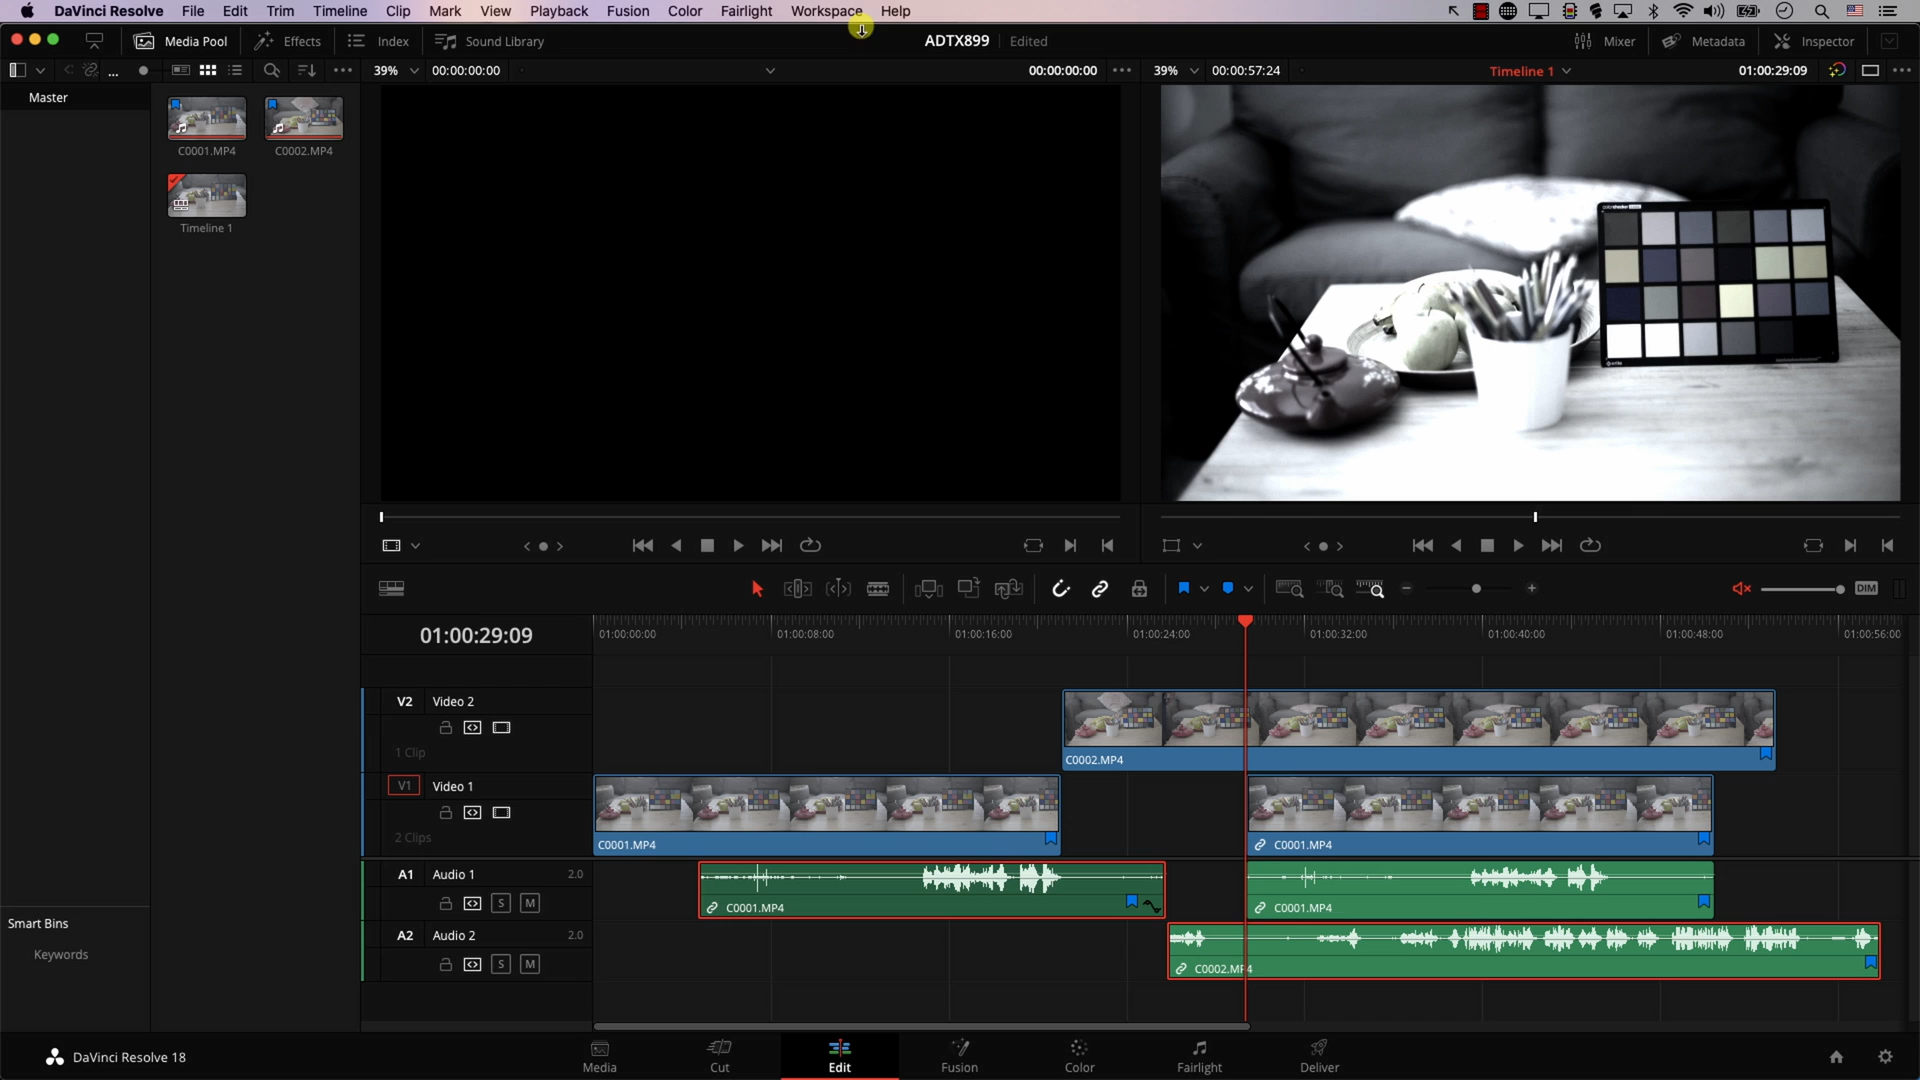 DaVinci Resolve File Edit Trim Timeline Clip Mark View Playback Fusion Color Fairlight Workspace Help
Media Pool Effects Index Sound Library ADTX899 Edited Mixer Metadata Inspector
... 39% 00:00:00:00 00:00:00:00 39% 00:00:57:24 Timeline 1 01:00:29:09
Master
C0001.MP4 C0002.MP4
Timeline 1
DIM
01:00:29:09
01:00:00:00 01:00:08:00 01:00:16:00 01:00:24:00 01:00:32:00 01:00:40:00 01:00:48:00 01:00:56:00
V2 Video 2
1 Clip
C0002.MP4
V1 Video 1
2 Clips
C0001.MP4 C0001.MP4
A1 Audio 1 2.0
S M
C0001.MP4 C0001.MP4
A2 Audio 2 2.0
S M
C0002.MP4
Smart Bins
Keywords
DaVinci Resolve 18
Media Cut Edit Fusion Color Fairlight Deliver